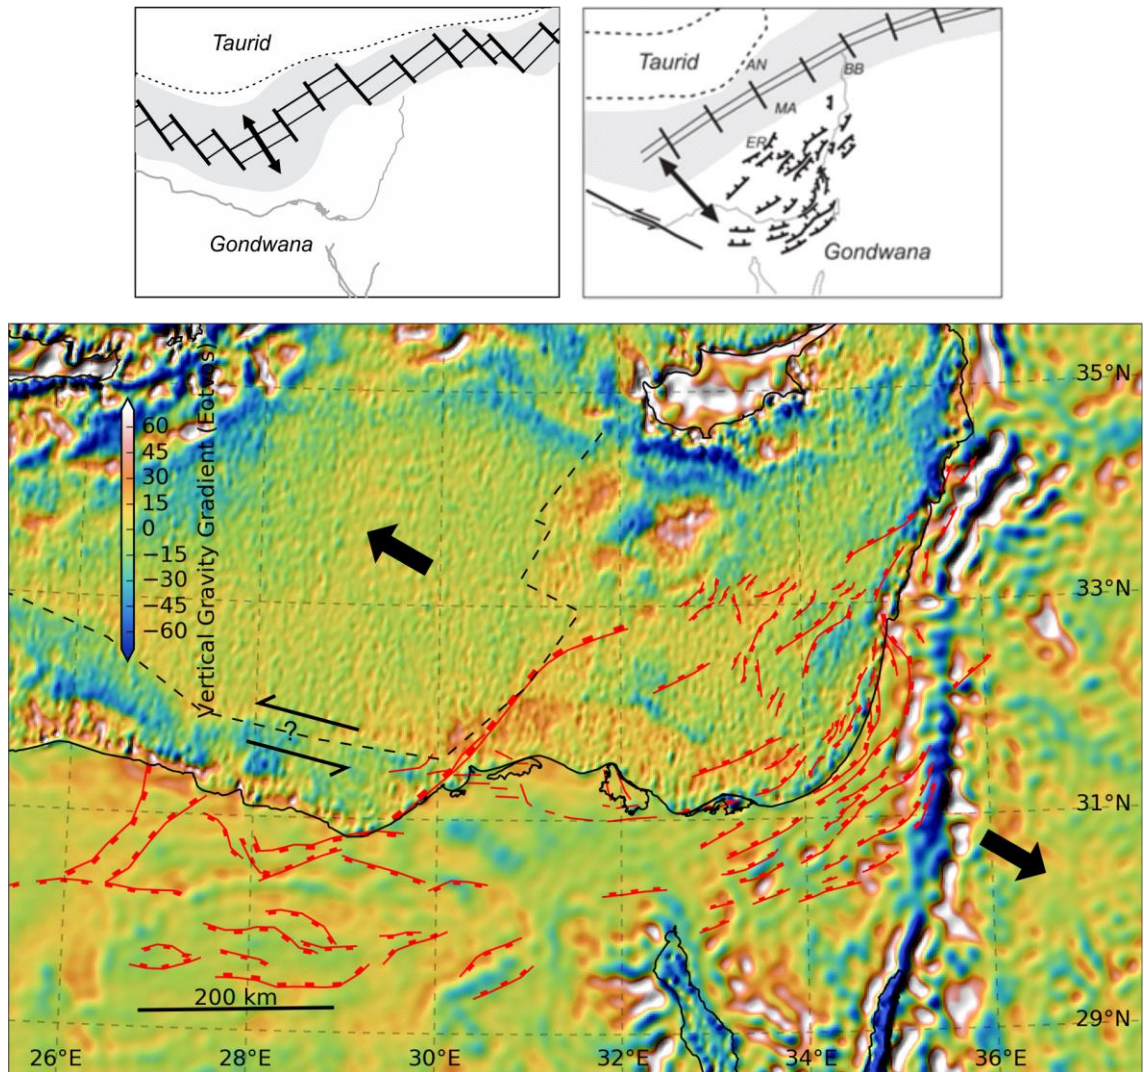 Taurid
Gondwana
Taurid
AN
BB
MA
ER
Gondwana
35°N
60
45
30
15
0
−15
−30
−45
−60
Vertical Gravity Gradient (Eotvos)
33°N
?
31°N
200 km
29°N
26°E
28°E
30°E
32°E
34°E
36°E